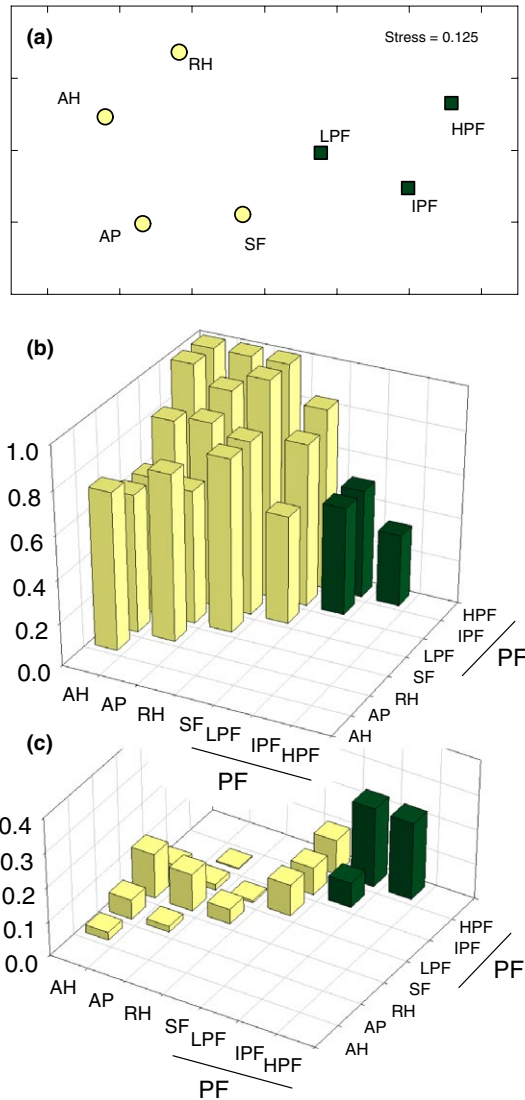 (a)
Stress = 0.125
RH
AH
LPF
HPF
IPF
AP
SF
(b)
1.0
0.8
0.6
0.4
0.2
0.0
AH
AP
RH
SF
LPF
IPF
HPF
PF
HPF
IPF
LPF
SF
RH
AP
AH
PF
(c)
0.4
0.3
0.2
0.1
0.0
AH
AP
RH
SF
LPF
IPF
HPF
PF
HPF
IPF
LPF
SF
RH
AP
AH
PF